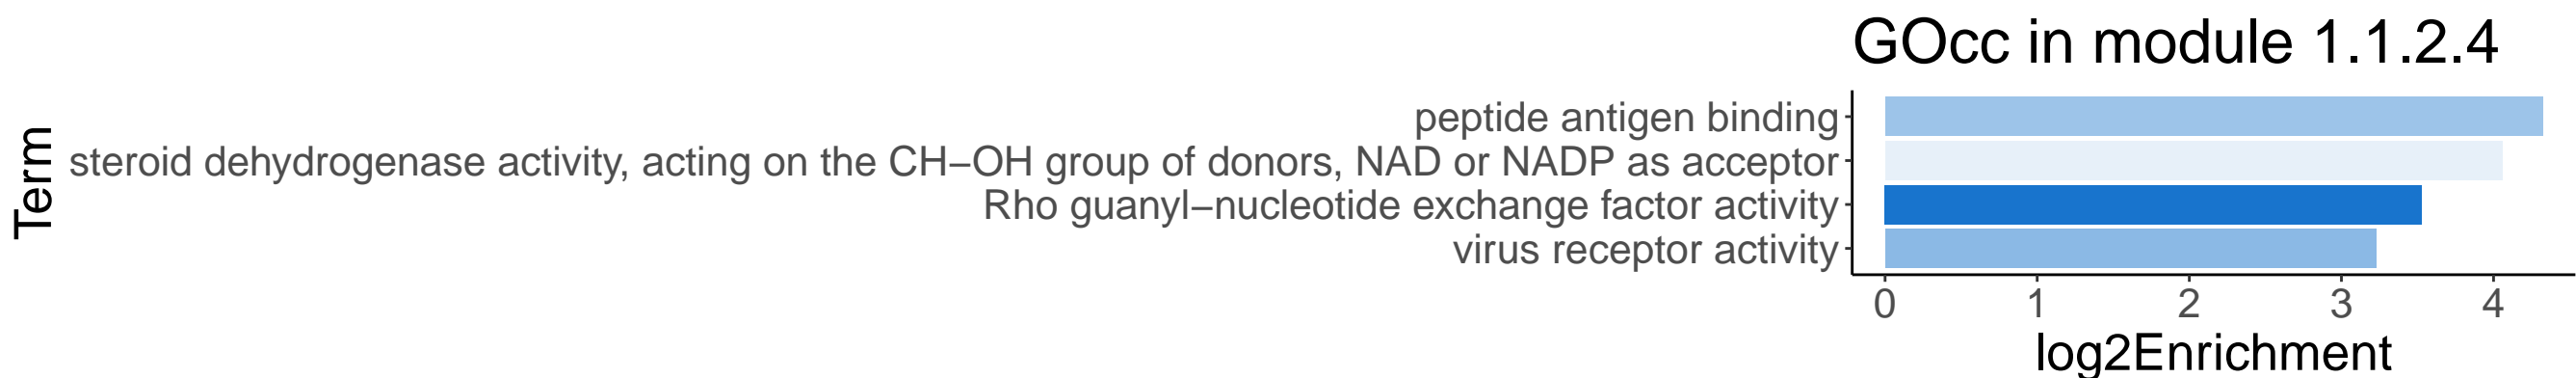 GOcc in module 1.1.2.4
Term
peptide antigen binding
steroid dehydrogenase activity, acting on the CH−OH group of donors, NAD or NADP as acceptor
Rho guanyl−nucleotide exchange factor activity
virus receptor activity
0 1 2 3 4
log2Enrichment